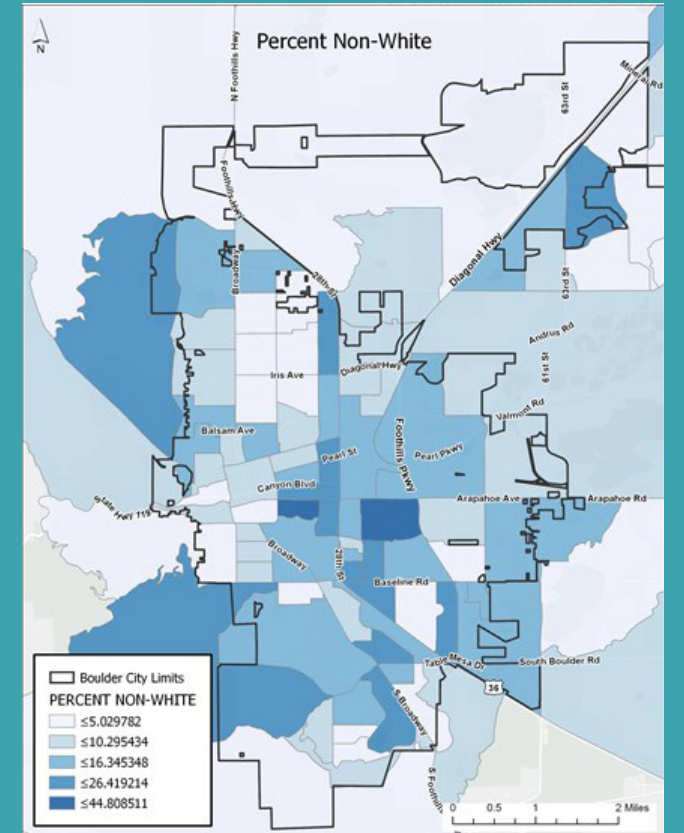 Percent Non-White
N
N Foothills Hwy
Mineral Rd
63rd St
Foothills Hwy
Diagonal Hwy
Broadway
28th St
63rd St
Andrus Rd
61st St
Diagonal Hwy
Iris Ave
Valmont Rd
Balsam Ave
Foothills Pkwy
Pearl St
Pearl Pkwy
Canyon Blvd
Arapahoe Ave
Arapahoe Rd
State Hwy 119
Broadway
28th St
Baseline Rd
Table Mesa Dr
South Boulder Rd
36
S Broadway
S Foothills
Boulder City Limits
PERCENT NON-WHITE
≤5.029782
≤10.295434
≤16.345348
≤26.419214
≤44.808511
0 0.5 1 2 Miles